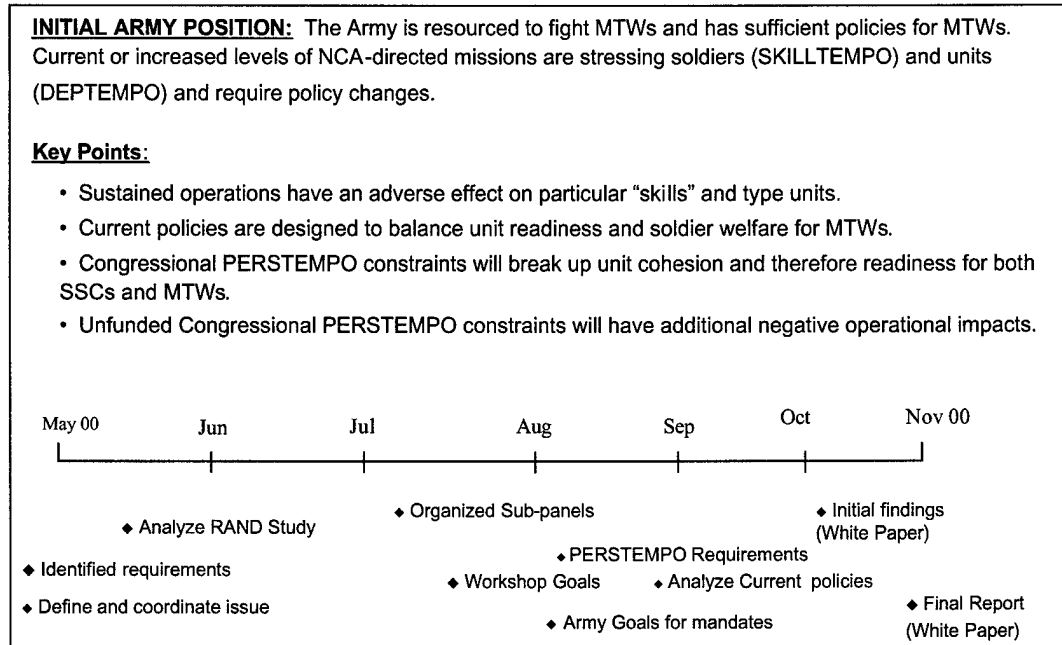 INITIAL ARMY POSITION: The Army is resourced to fight MTWs and has sufficient policies for MTWs.
Current or increased levels of NCA-directed missions are stressing soldiers (SKILLTEMPO) and units
(DEPTEMPO) and require policy changes.
Key Points:
• Sustained operations have an adverse effect on particular “skills” and type units.
• Current policies are designed to balance unit readiness and soldier welfare for MTWs.
• Congressional PERSTEMPO constraints will break up unit cohesion and therefore readiness for both
SSCs and MTWs.
• Unfunded Congressional PERSTEMPO constraints will have additional negative operational impacts.
May 00 Jun Jul Aug Sep Oct Nov 00
◆ Analyze RAND Study ◆ Organized Sub-panels ◆ Initial findings
(White Paper)
◆ PERSTEMPO Requirements
◆ Identified requirements ◆ Workshop Goals ◆ Analyze Current policies
◆ Define and coordinate issue ◆ Final Report
◆ Army Goals for mandates (White Paper)